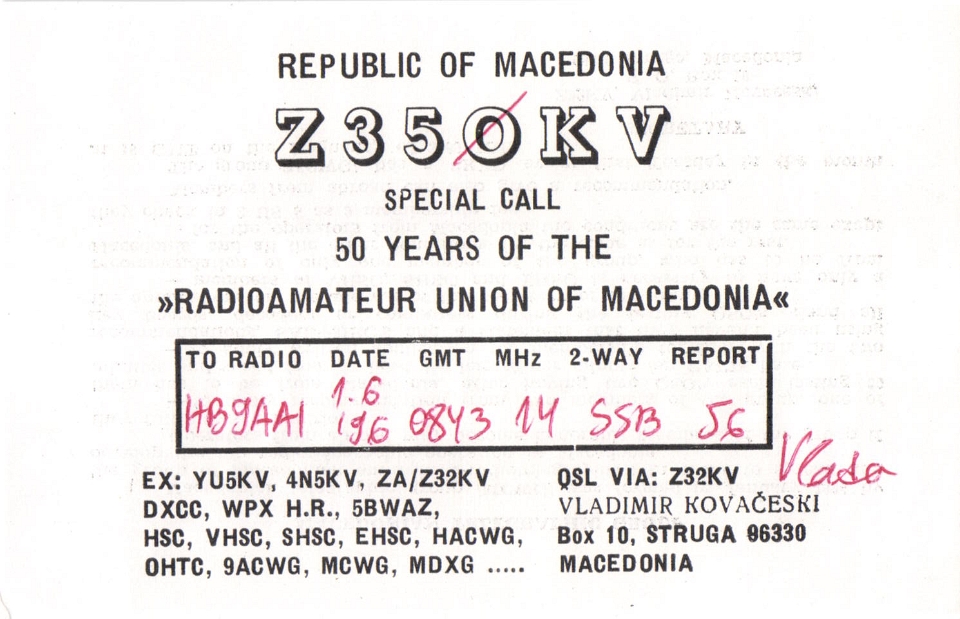 REPUBLIC OF MACEDONIA
Z350KV
SPECIAL CALL
50 YEARS OF THE
»RADIOAMATEUR UNION OF MACEDONIA«
TO RADIO DATE GMT MHz 2-WAY REPORT
HB9AAI 1.6 196 0843 14 SSB 56
Vlado
EX: YU5KV, 4N5KV, ZA/Z32KV
DXCC, WPX H.R., 5BWAZ,
HSC, VHSC, SHSC, EHSC, HACWG,
OHTC, 9ACWG, MCWG, MDXG .....
QSL VIA: Z32KV
VLADIMIR KOVAČESKI
Box 10, STRUGA 96330
MACEDONIA